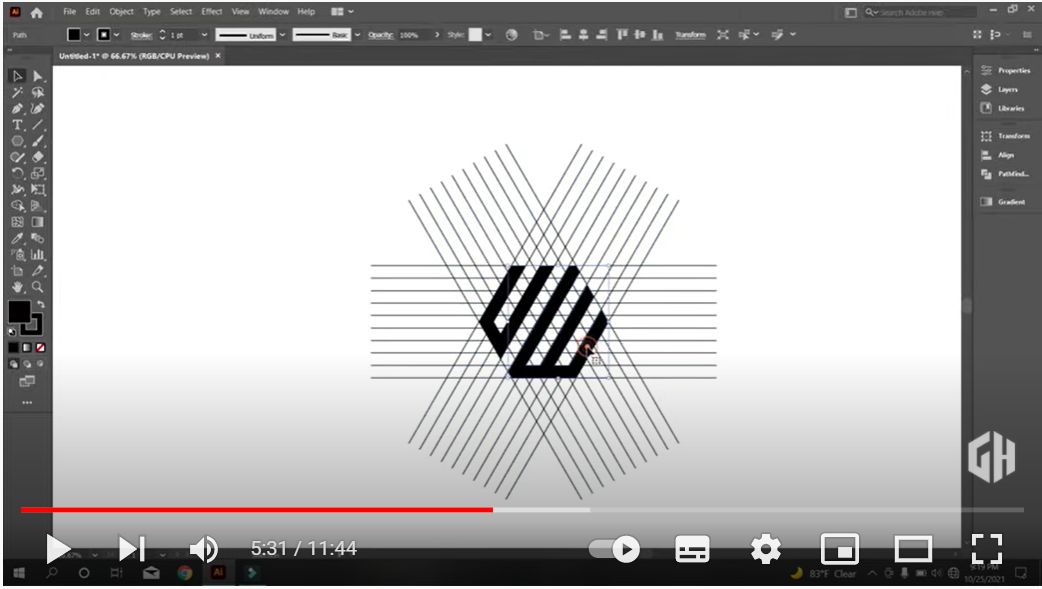 Ai File Edit Object Type Select Effect View Window Help Search Adobe Help
Path Stroke: 1 pt Uniform Basic Opacity: 100% Style: Transform
Untitled-1* @ 66.67% (RGB/CPU Preview) ×
Properties
Layers
Libraries
Transform
Align
Pathfind...
Gradient
GH
5:31 / 11:44
83°F Clear
9:19 PM
10/25/2021